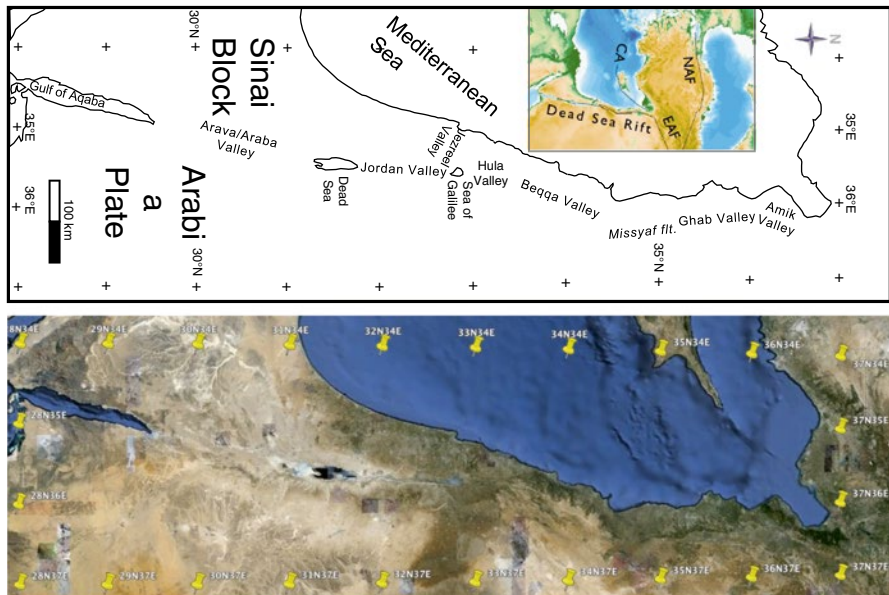 30°N
Sinai
Block
Mediterranean
Sea
CA
NAF
EAF
Dead Sea Rift
N
Gulf of Aqaba
35°E
35°E
Arava/Araba
Valley
Jezreel
Valley
Dead
Sea
Jordan Valley
Sea of
Galilee
Hula
Valley
Beqqa Valley
Missyaf flt.
Ghab Valley
Amik
Valley
36°E
36°E
100 km
Arabi
a
Plate
30°N
35°N
8N34E
29N34E
30N34E
31N34E
32N34E
33N34E
34N34E
35N34E
36N34E
37N34E
28N35E
37N35E
28N36E
37N36E
28N37E
29N37E
30N37E
31N37E
32N37E
33N37E
34N37E
35N37E
36N37E
37N37E